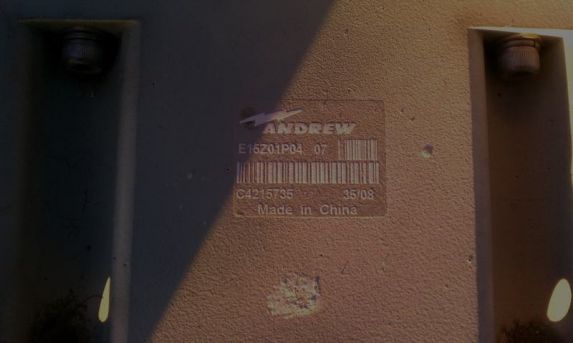 ANDREW
E15Z01P04 07
C4215735 35/08
Made in China